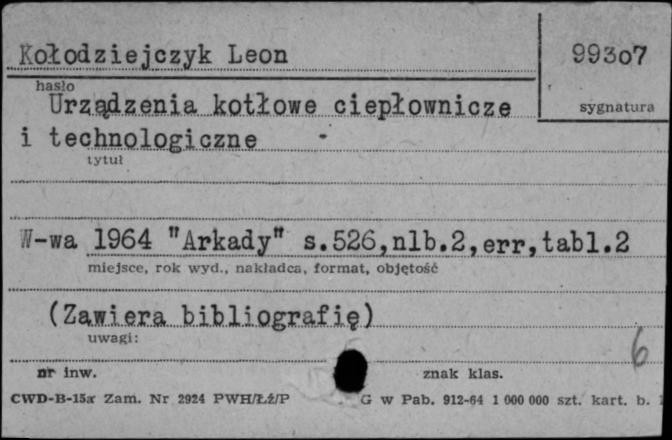 Kołodziejczyk Leon
99307
hasło
Urządzenia kotłowe ciepłownicze
sygnatura
i technologiczne
tytuł
W-wa 1964 "Arkady" s.526,nlb.2,err,tabl.2
miejsce, rok wyd., nakładca, format, objętość
(Zawiera bibliografię)
uwagi:
6
nr inw.
znak klas.
CWD-B-15a Zam. Nr 2924 PWH/Łź/P
G w Pab. 912-64 1 000 000 szt. kart. b.